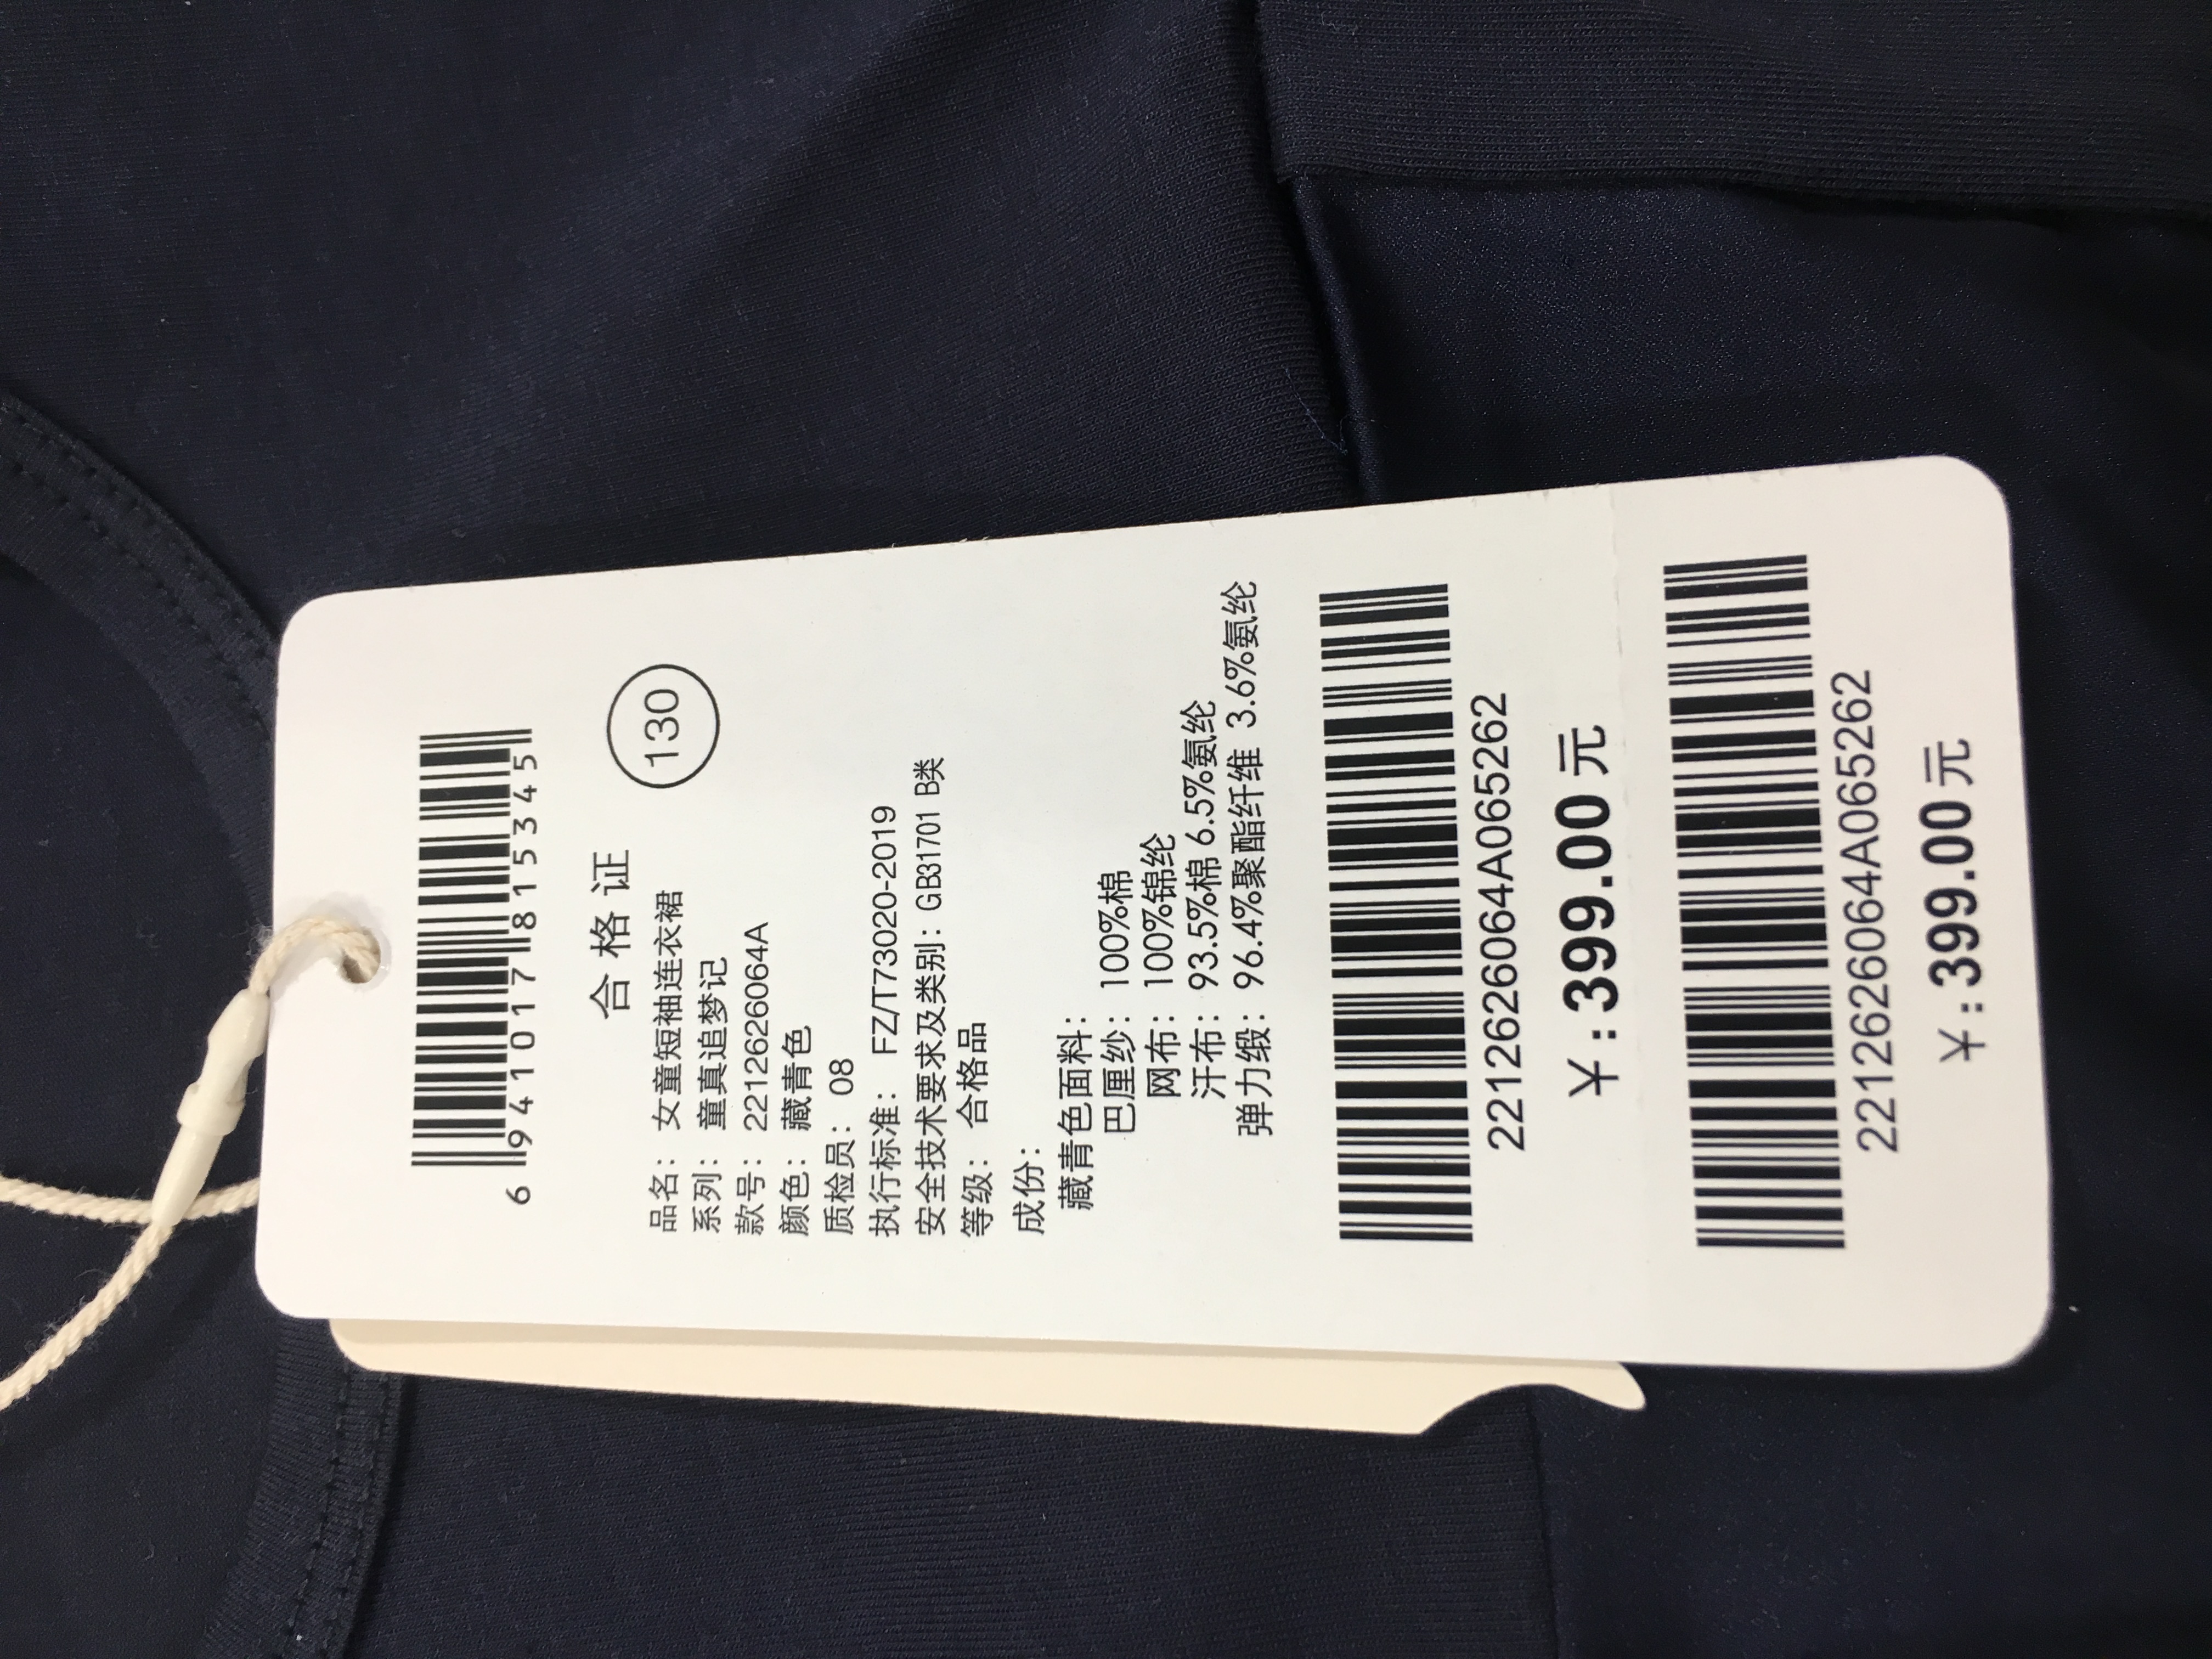 6 941017 815345
合格证
130
品名: 女童短袖连衣裙
系列: 童真追梦记
款号: 2212626064A
颜色: 藏青色
质检员: 08
执行标准: FZ/T73020-2019
安全技术要求及类别: GB31701 B类
等级: 合格品
成份:
藏青色面料:
巴厘纱: 100%棉
网布: 100%锦纶
汗布: 93.5%棉 6.5%氨纶
弹力缎: 96.4%聚酯纤维 3.6%氨纶
2212626064A065262
¥:399.00元
2212626064A065262
¥:399.00元